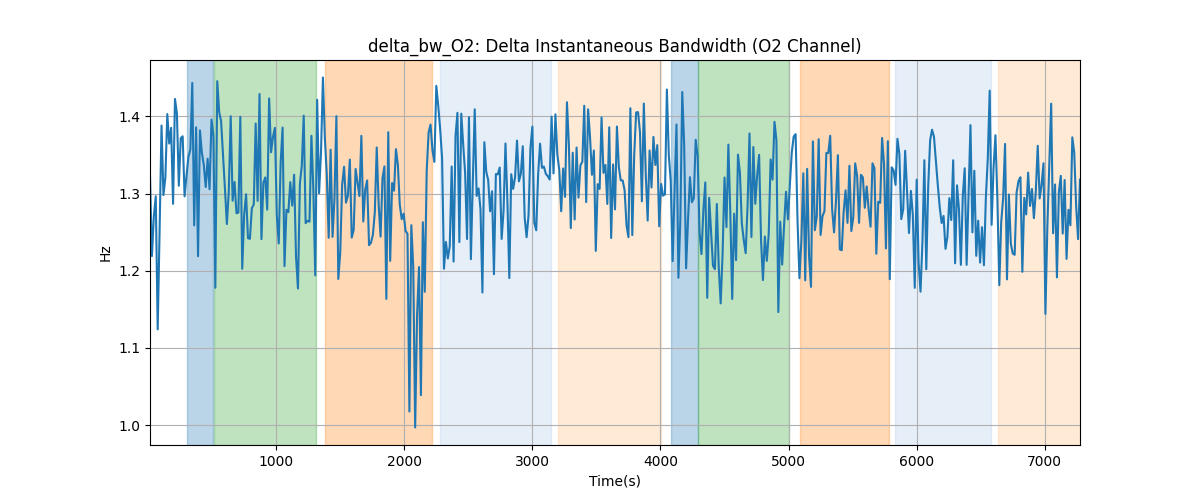 delta_bw_O2: Delta Instantaneous Bandwidth (O2 Channel)
Hz
1.4
1.3
1.2
1.1
1.0
1000 2000 3000 4000 5000 6000 7000
Time(s)